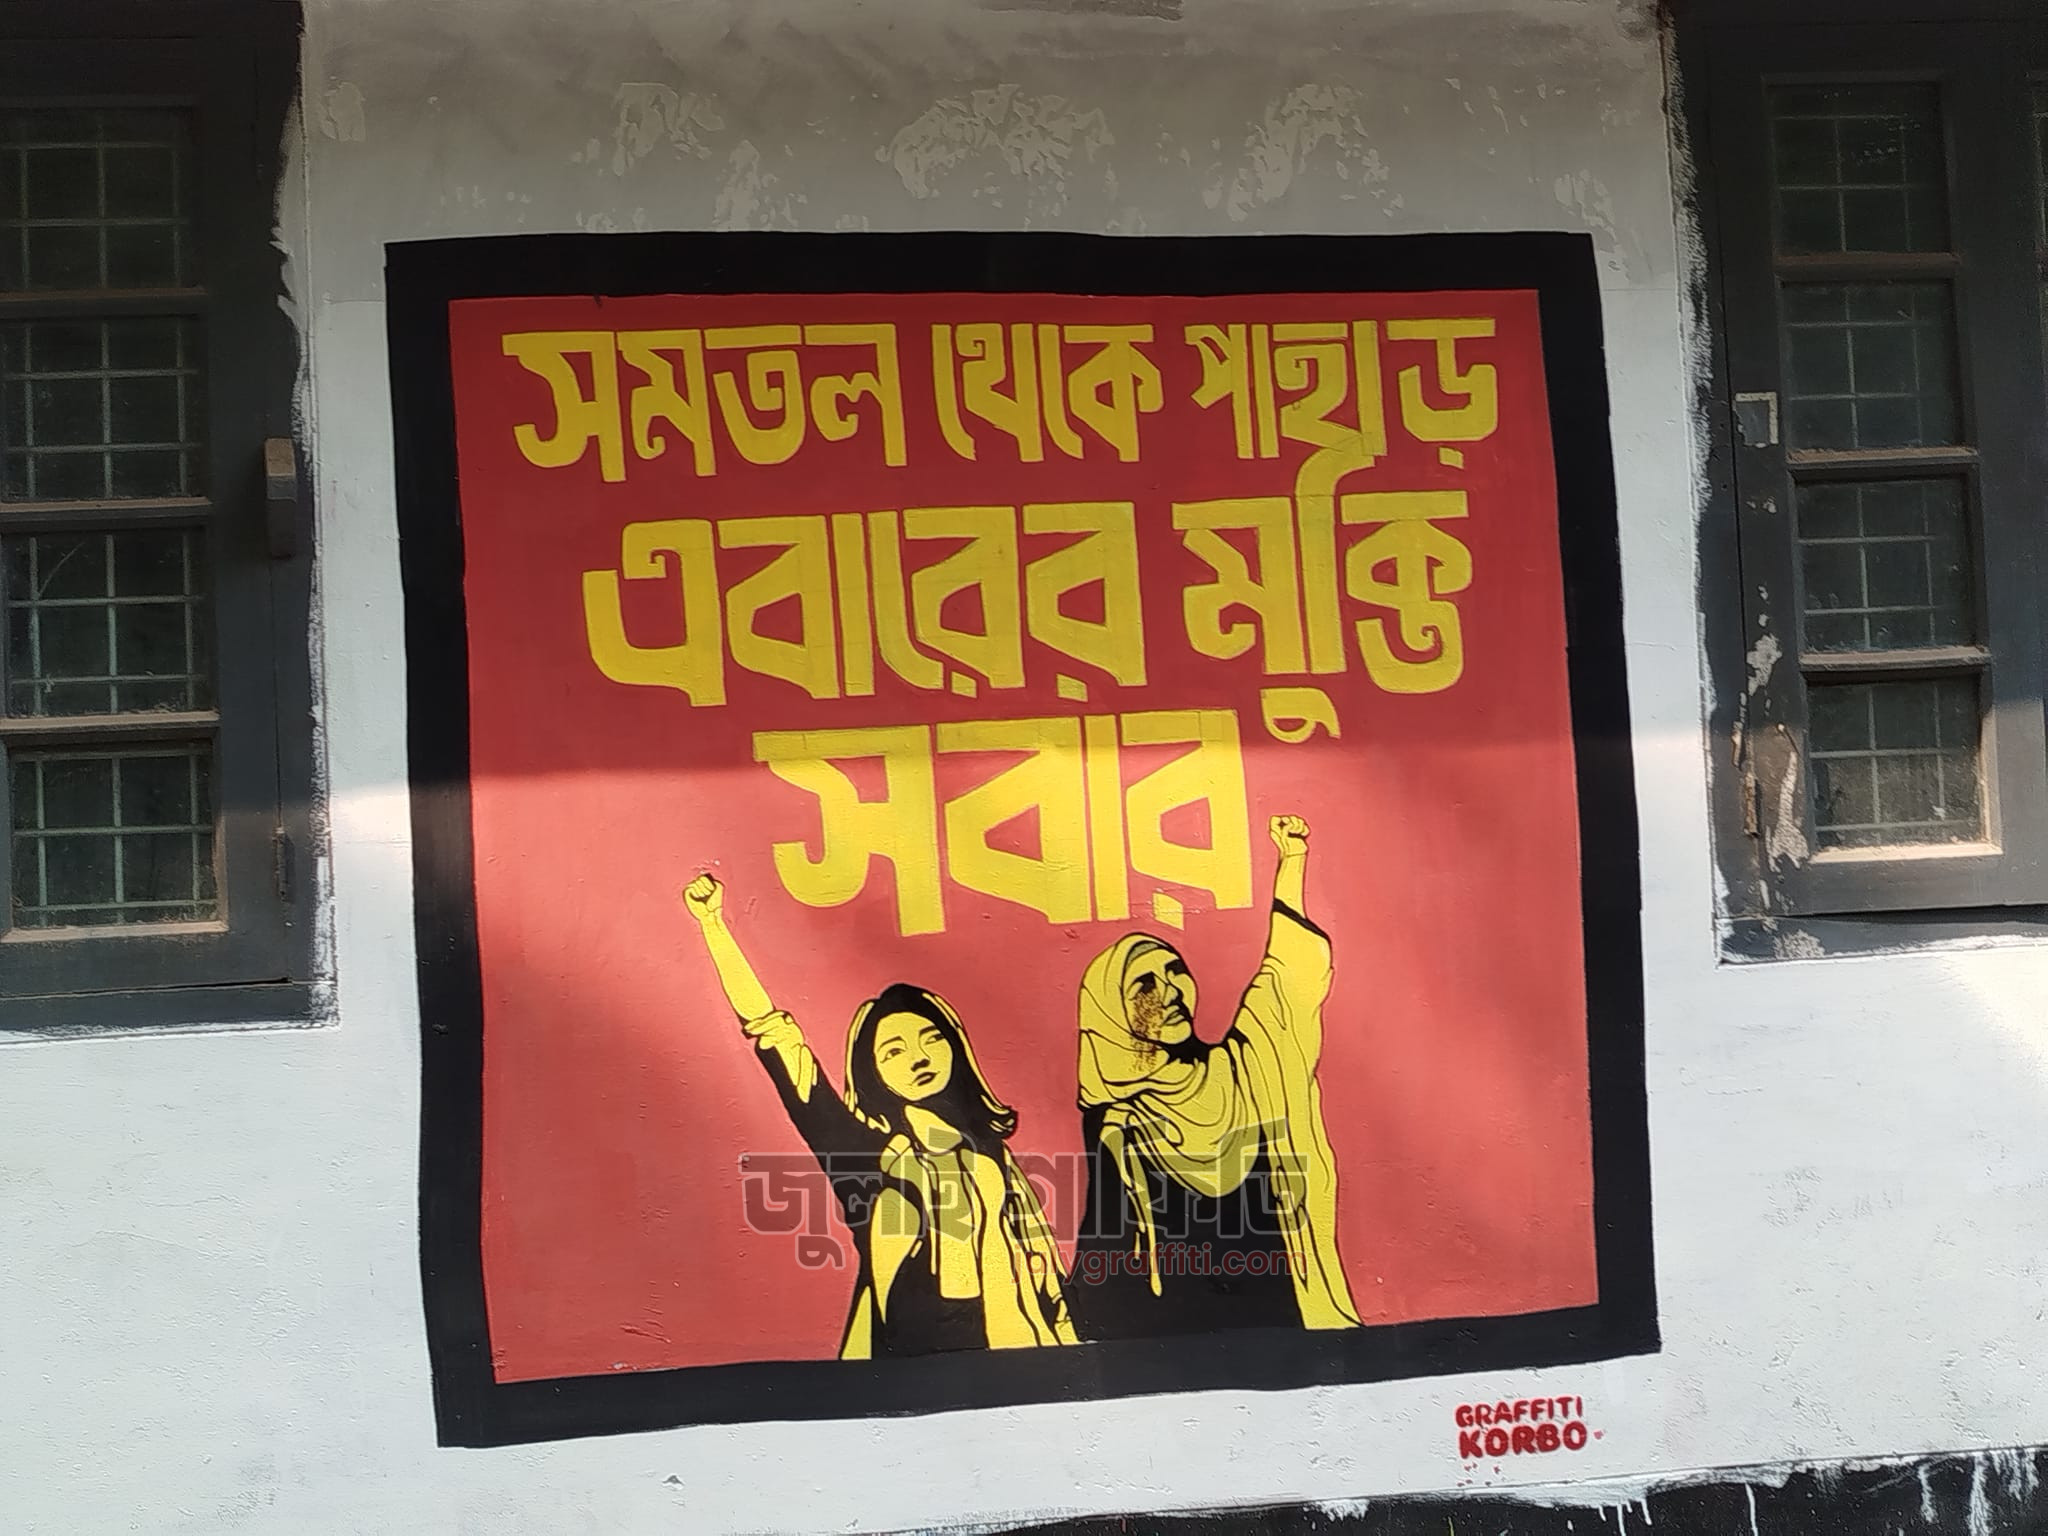 সমতল থেকে পাহাড়
এবারের মুক্তি
সবার
জুলাই গ্রাফিতি
julygraffiti.com
GRAFFITI
KORBO